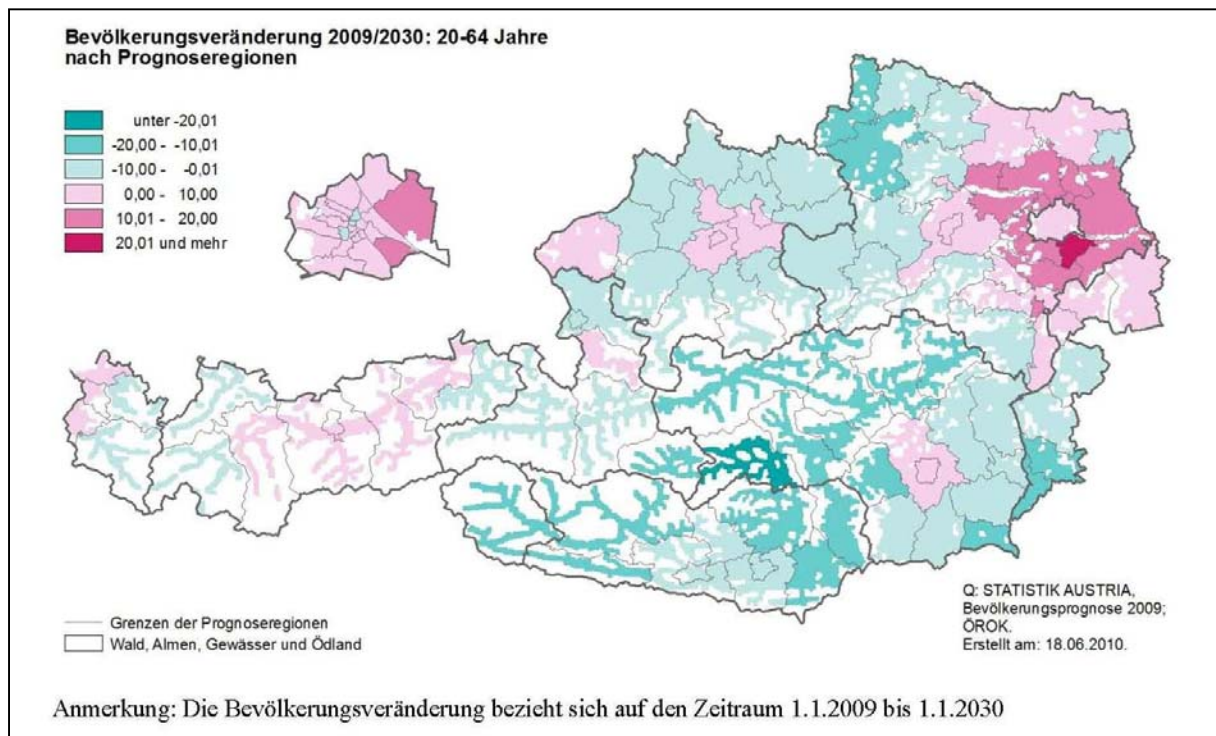 Bevölkerungsveränderung 2009/2030: 20-64 Jahre
nach Prognoseregionen
unter -20,01
-20,00 - -10,01
-10,00 - -0,01
0,00 - 10,00
10,01 - 20,00
20,01 und mehr
Grenzen der Prognoseregionen
Wald, Almen, Gewässer und Ödland
Q: STATISTIK AUSTRIA,
Bevölkerungsprognose 2009;
ÖROK.
Erstellt am: 18.06.2010.
Anmerkung: Die Bevölkerungsveränderung bezieht sich auf den Zeitraum 1.1.2009 bis 1.1.2030